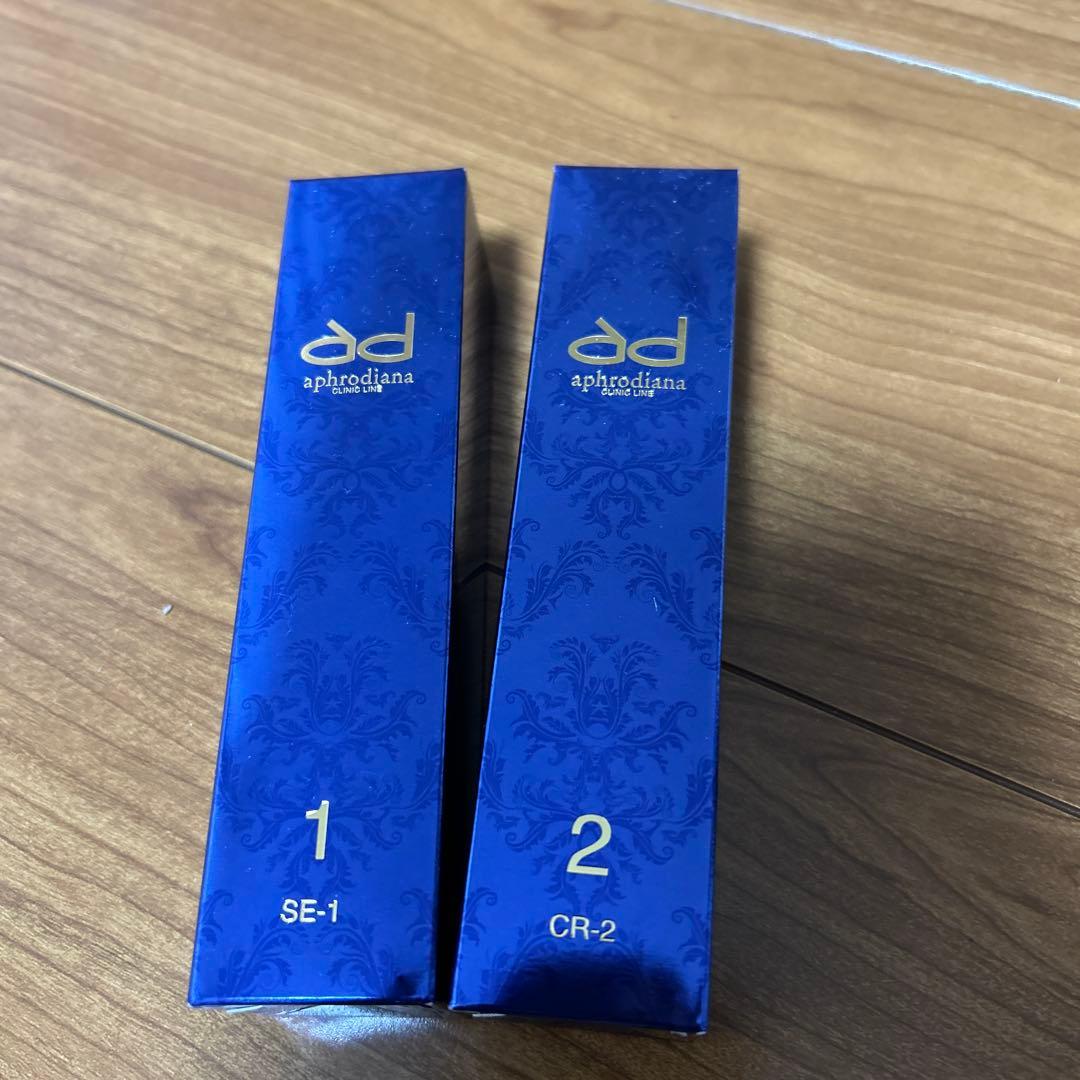 ad
aphrodiana
CLINIC LINE
1
SE-1
ad
aphrodiana
CLINIC LINE
2
CR-2